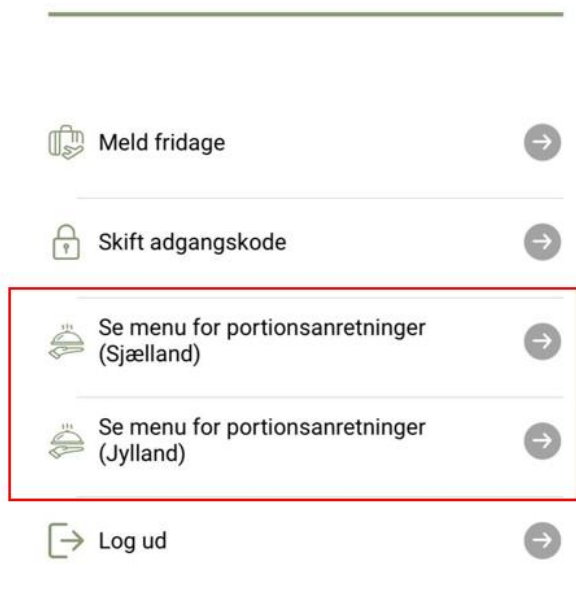 Meld fridage
Skift adgangskode
Se menu for portionsanretninger
(Sjælland)
Se menu for portionsanretninger
(Jylland)
Log ud